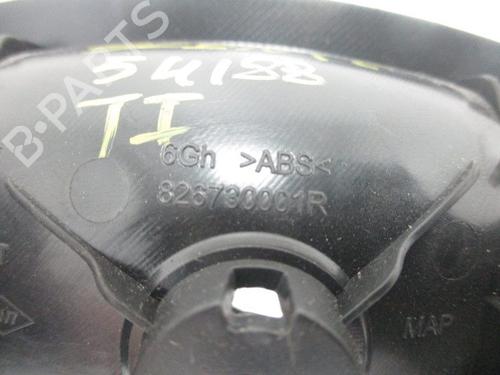 54188
TI
6Gh >ABS<
826730001R
MAP
B-PARTS